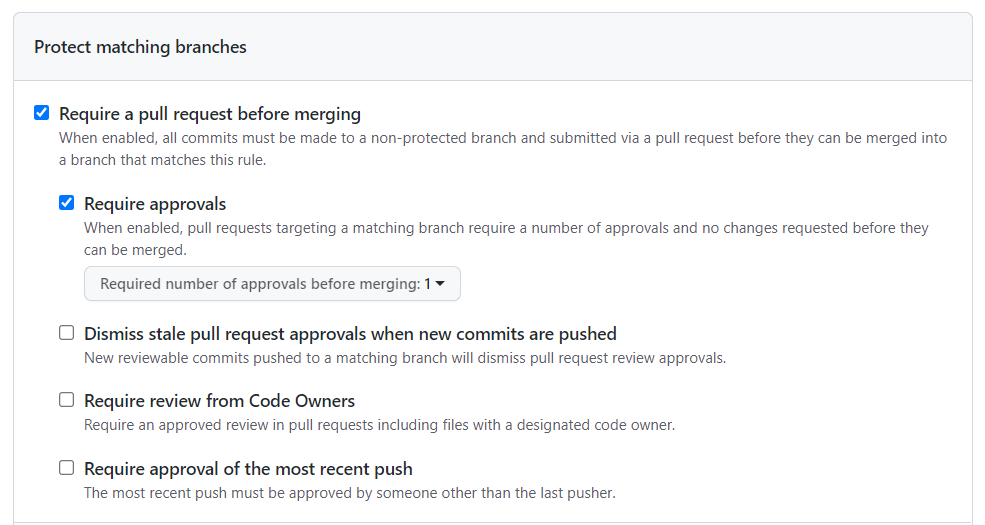 Protect matching branches
Require a pull request before merging
When enabled, all commits must be made to a non-protected branch and submitted via a pull request before they can be merged into
a branch that matches this rule.
Require approvals
When enabled, pull requests targeting a matching branch require a number of approvals and no changes requested before they
can be merged.
Required number of approvals before merging: 1
Dismiss stale pull request approvals when new commits are pushed
New reviewable commits pushed to a matching branch will dismiss pull request review approvals.
Require review from Code Owners
Require an approved review in pull requests including files with a designated code owner.
Require approval of the most recent push
The most recent push must be approved by someone other than the last pusher.